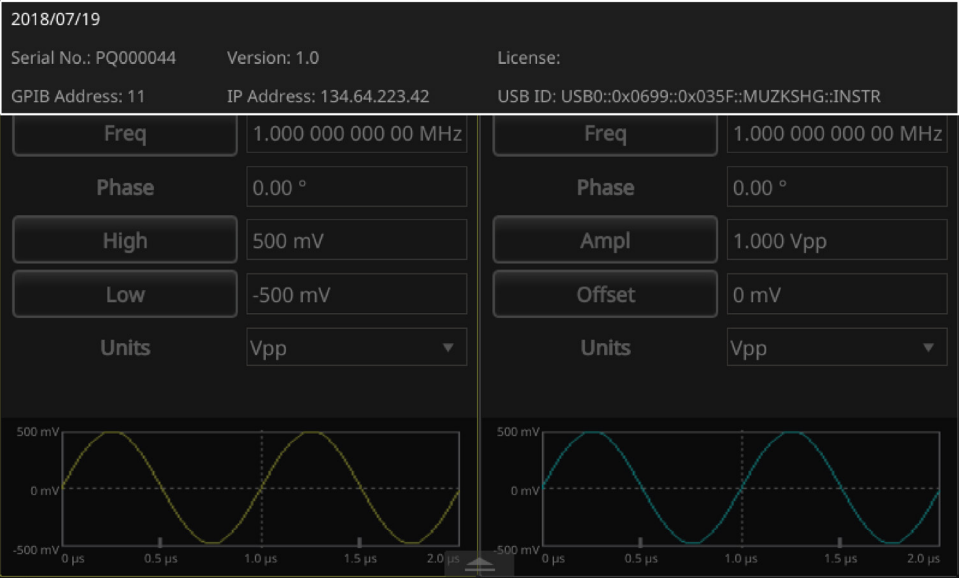 2018/07/19
Serial No.: PQ000044 Version: 1.0 License:
GPIB Address: 11 IP Address: 134.64.223.42 USB ID: USB0::0x0699::0x035F::MUZKSHG::INSTR
Freq 1.000 000 000 00 MHz Freq 1.000 000 000 00 MHz
Phase 0.00 ° Phase 0.00 °
High 500 mV Ampl 1.000 Vpp
Low -500 mV Offset 0 mV
Units Vpp Units Vpp
500 mV 500 mV
0 mV 0 mV
-500 mV -500 mV
0 µs 0.5 µs 1.0 µs 1.5 µs 2.0 µs 0 µs 0.5 µs 1.0 µs 1.5 µs 2.0 µs